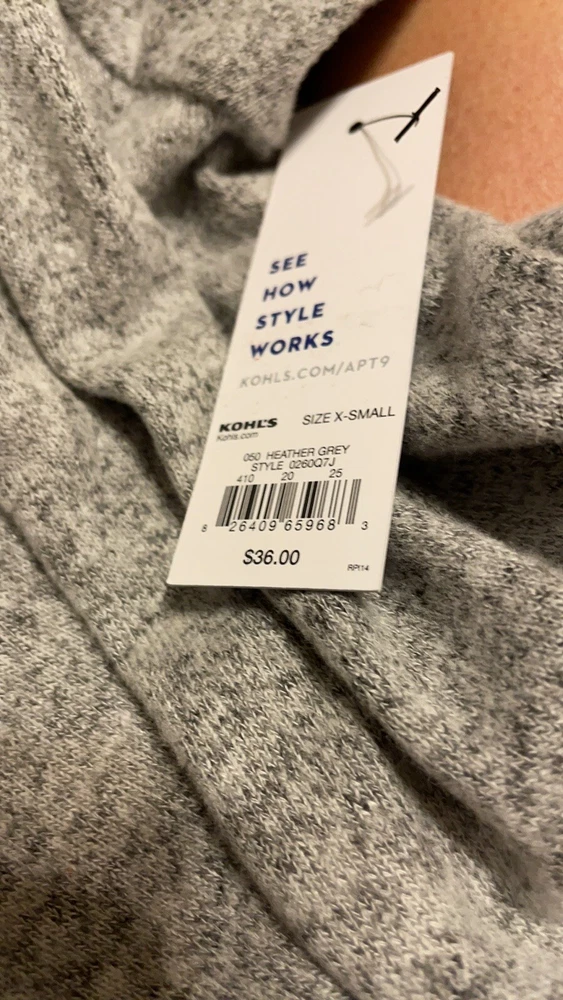 SEE
HOW
STYLE
WORKS
KOHLS.COM/APT9
KOHL'S SIZE X-SMALL
Kohls.com
050 HEATHER GREY
STYLE 0260Q7J
410 20 25
8 26409 65968 3
$36.00
RPI14